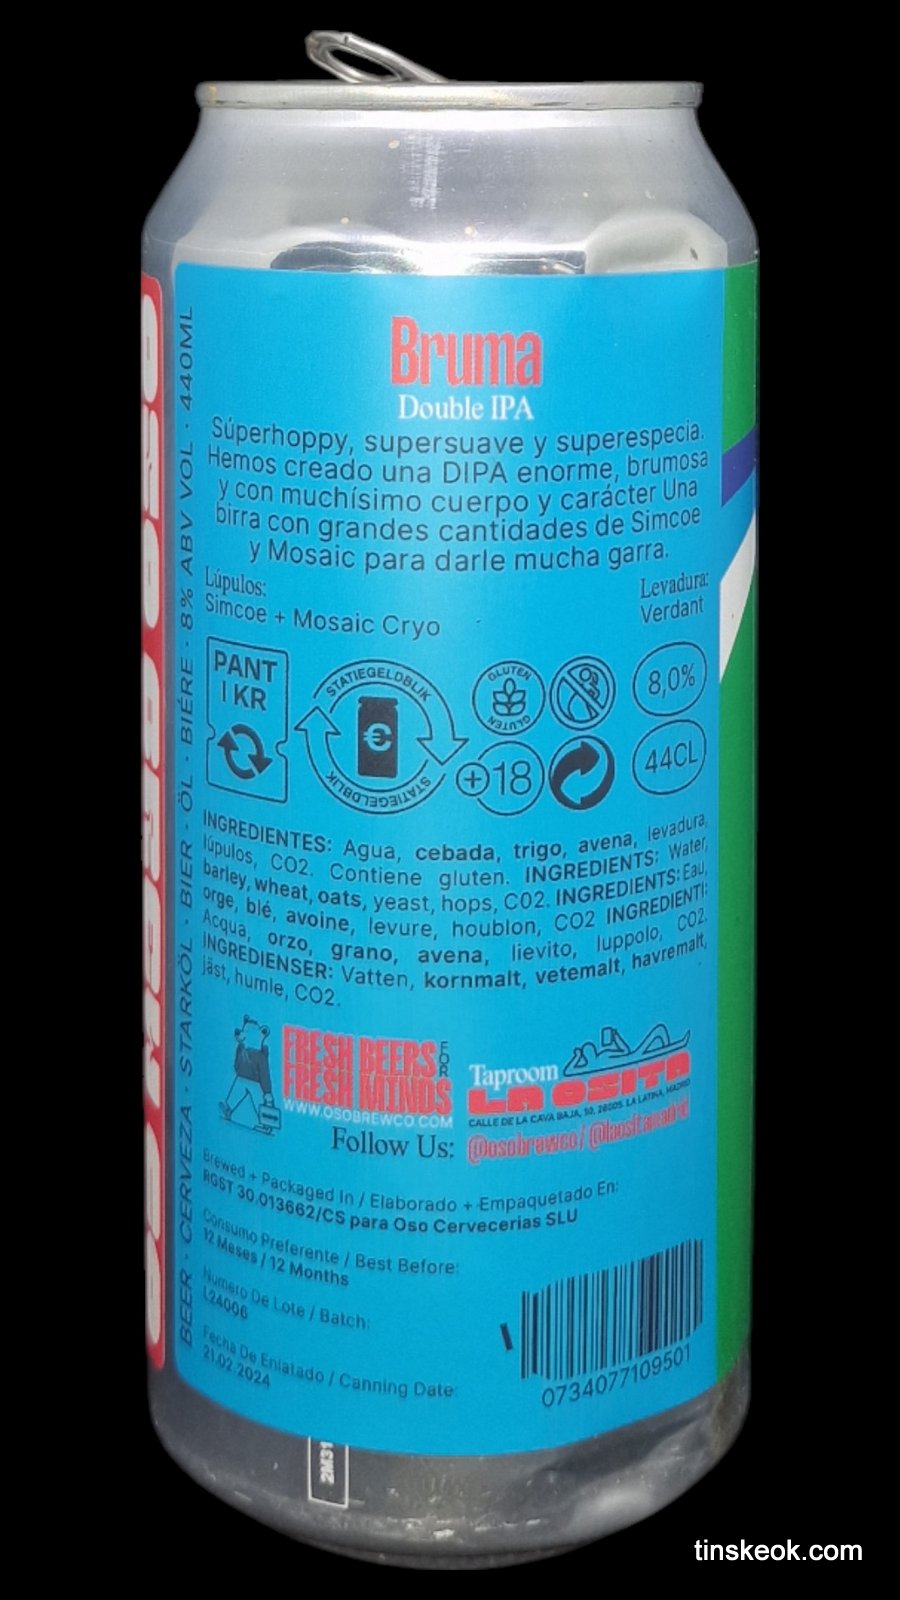 BEER · CERVEZA · STARKÖL · BIER · ÖL · BIÈRE · 8% ABV VOL · 440ML
Bruma
Double IPA
Súperhoppy, supersuave y superespecia.
Hemos creado una DIPA enorme, brumosa
y con muchísimo cuerpo y carácter Una
birra con grandes cantidades de Simcoe
y Mosaic para darle mucha garra.
Lúpulos:
Simcoe + Mosaic Cryo
Levadura:
Verdant
PANT
1 KR
STATIEGELDBLIK
€
STATIEGELDBLIK
GLUTEN
GLUTEN
8,0%
+18
44CL
INGREDIENTES: Agua, cebada, trigo, avena, levadura,
lúpulos, CO2. Contiene gluten. INGREDIENTS: Water,
barley, wheat, oats, yeast, hops, C02. INGREDIENTS: Eau,
orge, blé, avoine, levure, houblon, CO2 INGREDIENTI:
Acqua, orzo, grano, avena, lievito, luppolo, CO2.
INGREDIENSER: Vatten, kornmalt, vetemalt, havremalt,
jäst, humle, CO2.
FRESH BEERS FOR
FRESH MINDS
WWW.OSOBREWCO.COM
Taproom
LA OSITA
CALLE DE LA CAVA BAJA, 10, 28005. LA LATINA, MADRID
Follow Us: @osobrewco / @laositamadrid
Brewed + Packaged In / Elaborado + Empaquetado En:
RGST 30.013662/CS para Oso Cervecerias SLU
Consumo Preferente / Best Before:
12 Meses / 12 Months
Numero De Lote / Batch:
L24006
Fecha De Enlatado / Canning Date:
21.02.2024
0734077109501
2M31
tinskeok.com